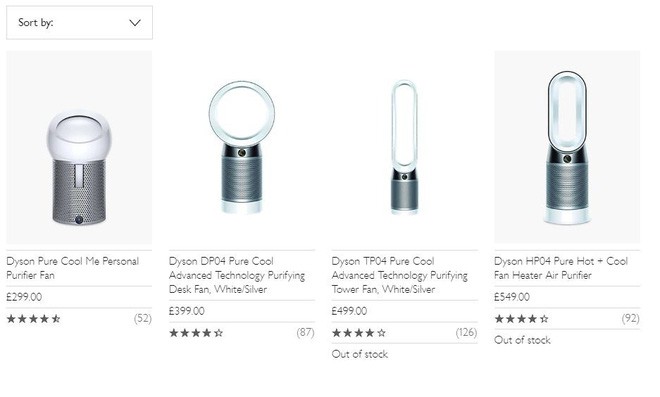 Sort by:
Dyson Pure Cool Me Personal
Purifier Fan
£299.00
(52)
Dyson DP04 Pure Cool
Advanced Technology Purifying
Desk Fan, White/Silver
£399.00
(87)
Dyson TP04 Pure Cool
Advanced Technology Purifying
Tower Fan, White/Silver
£499.00
(126)
Out of stock
Dyson HP04 Pure Hot + Cool
Fan Heater Air Purifier
£549.00
(92)
Out of stock